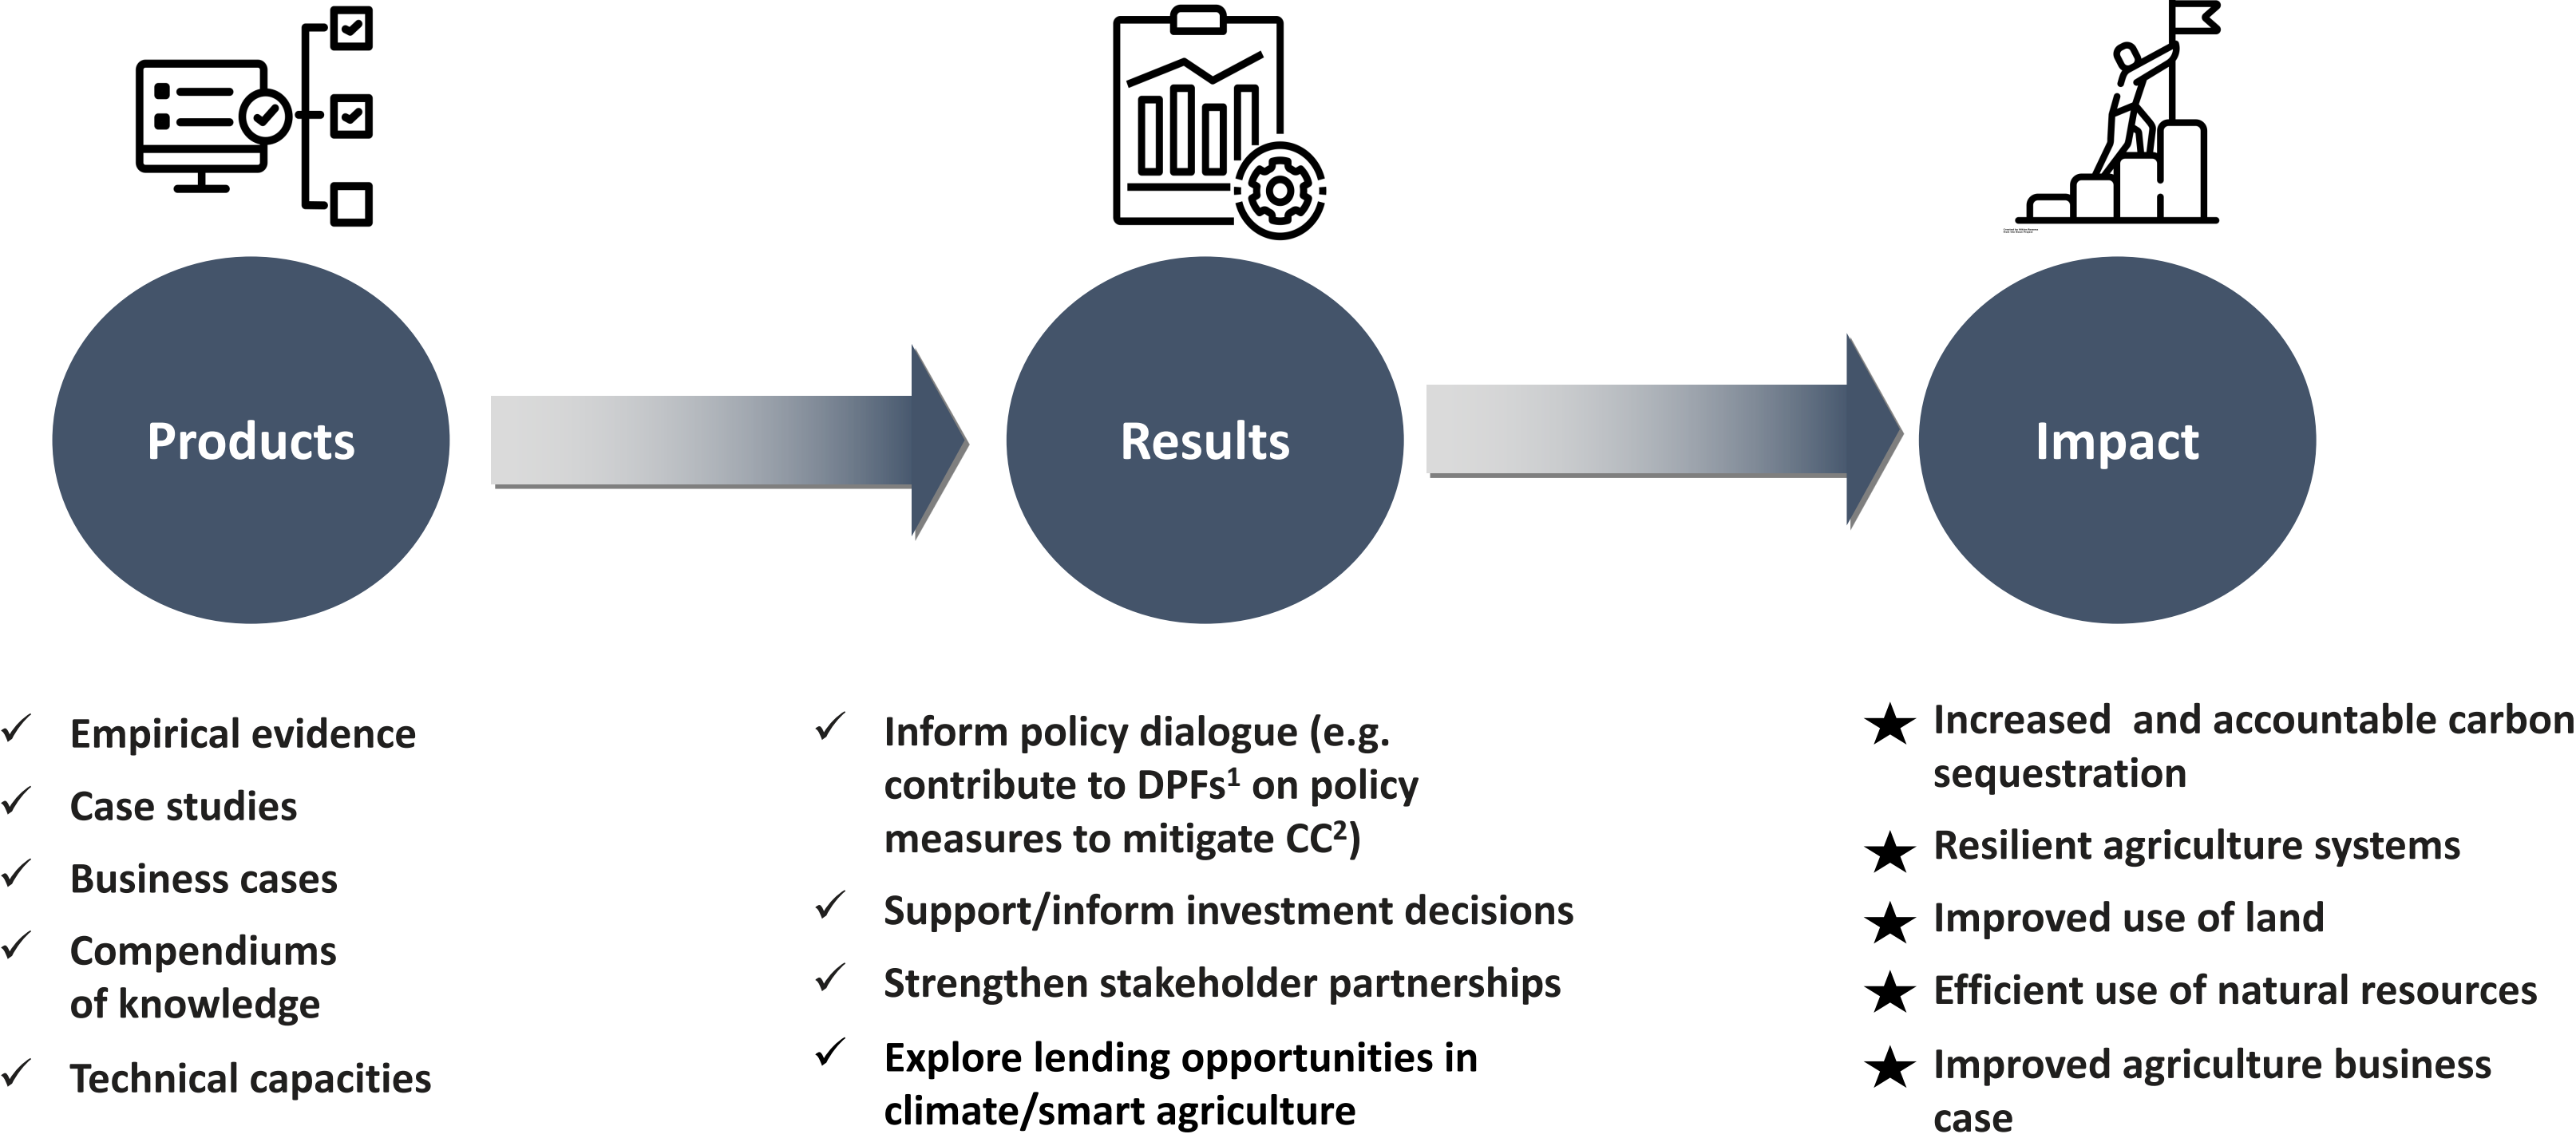 Products
Results
Impact
Empirical evidence
Case studies
Business cases
Compendiums
of knowledge
Technical capacities
Inform policy dialogue (e.g.
contribute to DPFs¹ on policy
measures to mitigate CC²)
Support/inform investment decisions
Strengthen stakeholder partnerships
Explore lending opportunities in
climate/smart agriculture
Increased  and accountable carbon
sequestration
Resilient agriculture systems
Improved use of land
Efficient use of natural resources
Improved agriculture business
case